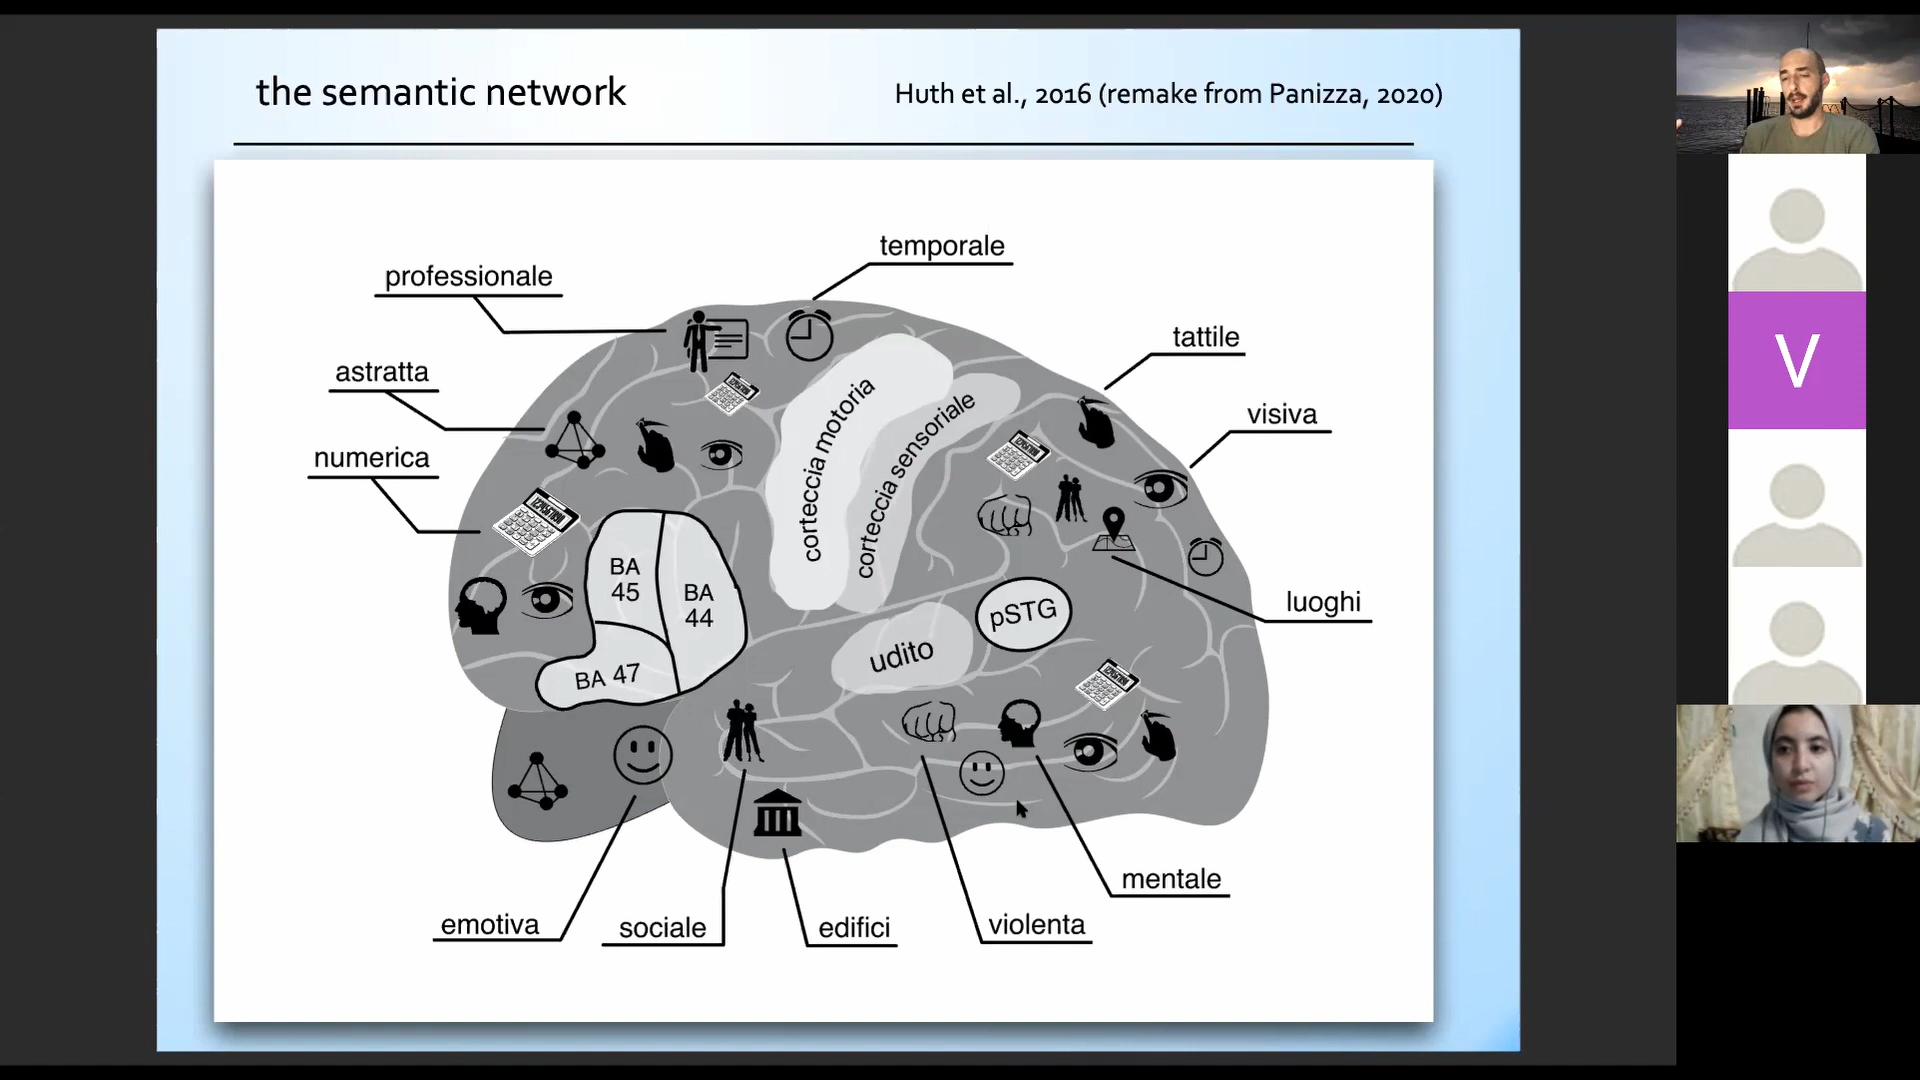 the semantic network
Huth et al., 2016 (remake from Panizza, 2020)
temporale
professionale
tattile
astratta
visiva
numerica
corteccia motoria
corteccia sensoriale
BA
45
BA
44
BA 47
pSTG
udito
luoghi
mentale
emotiva
sociale
edifici
violenta
V